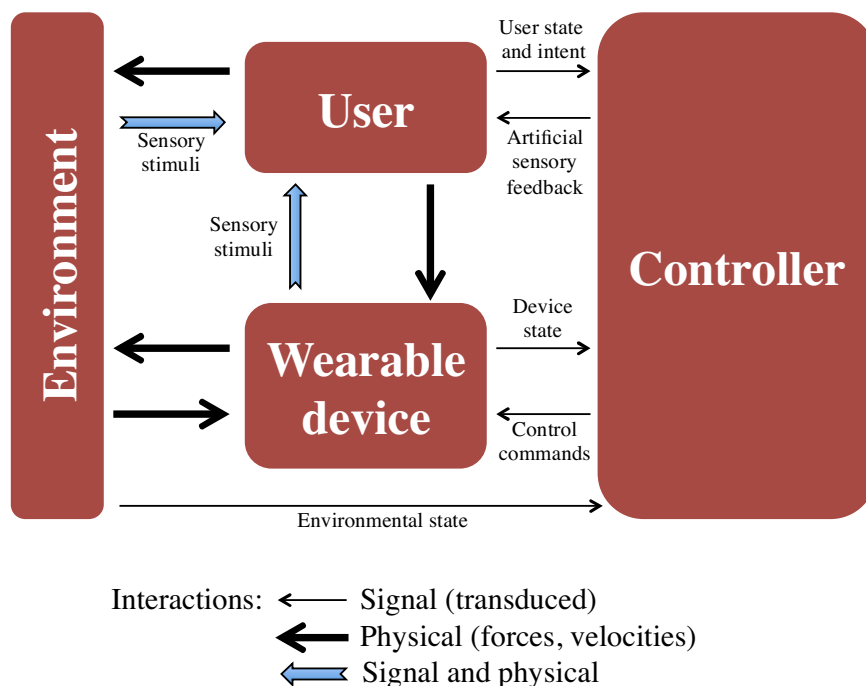 Environment
User
Controller
Wearable
device
User state
and intent
Artificial
sensory
feedback
Sensory
stimuli
Sensory
stimuli
Device
state
Control
commands
Environmental state
Interactions:
Signal (transduced)
Physical (forces, velocities)
Signal and physical